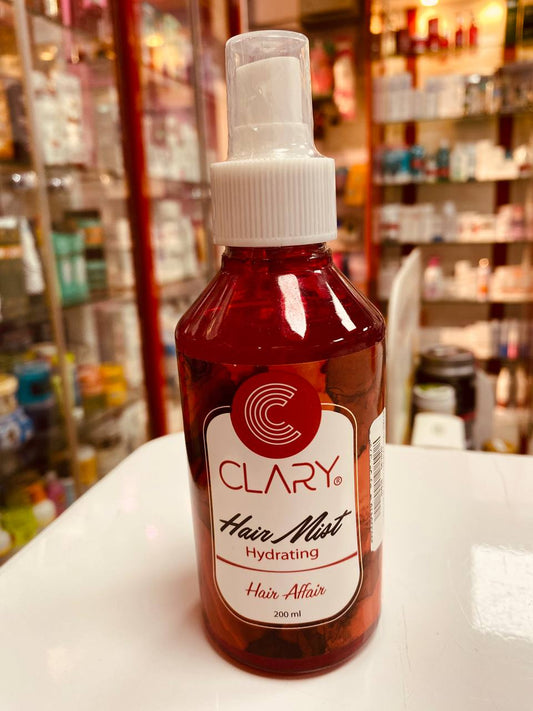 CLARY®
Hair Mist
Hydrating
Hair Affair
200 ml